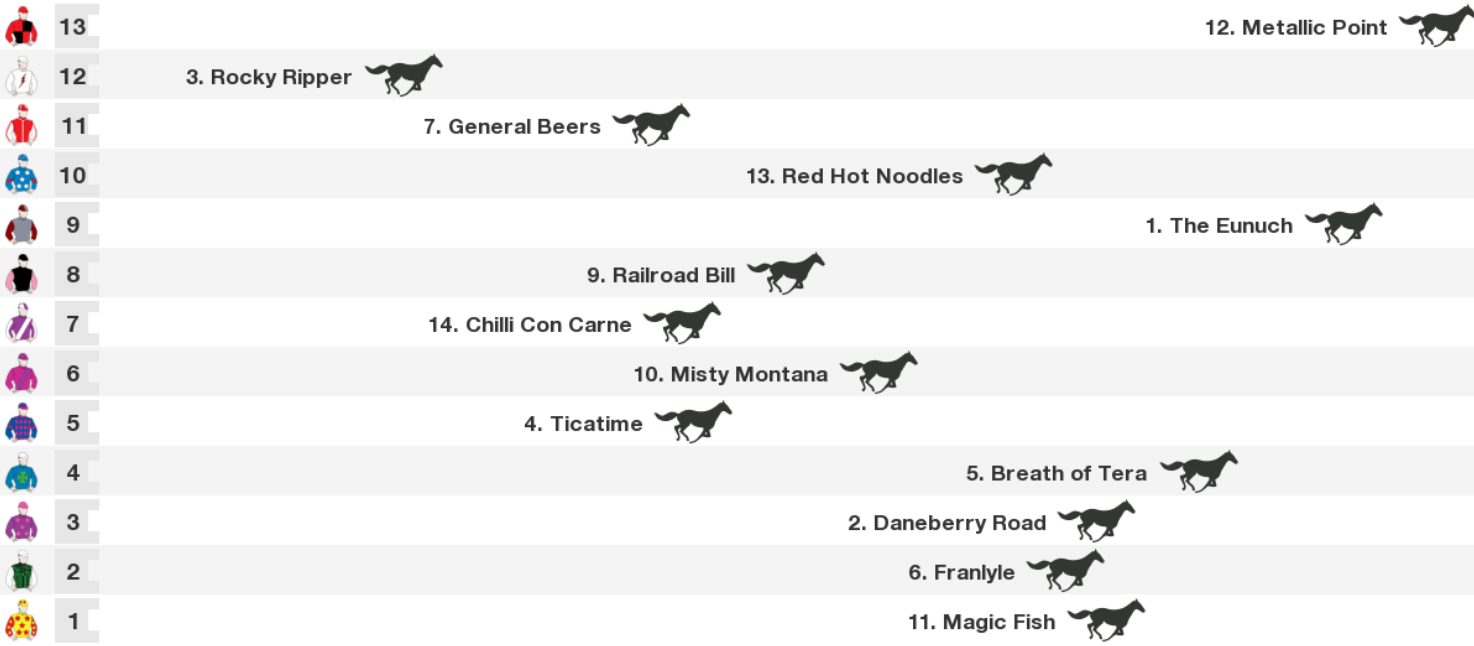 13 12. Metallic Point
12 3. Rocky Ripper
11 7. General Beers
10 13. Red Hot Noodles
9 1. The Eunuch
8 9. Railroad Bill
7 14. Chilli Con Carne
6 10. Misty Montana
5 4. Ticatime
4 5. Breath of Tera
3 2. Daneberry Road
2 6. Franlyle
1 11. Magic Fish